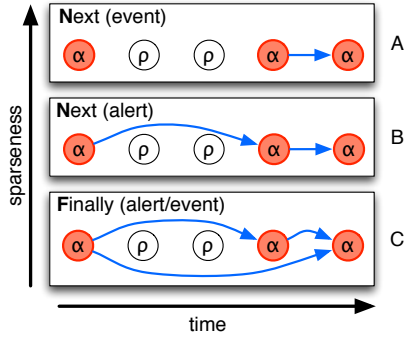 Next (event)
α ρ ρ α α
A
Next (alert)
α ρ ρ α α
B
Finally (alert/event)
α ρ ρ α α
C
sparseness
time